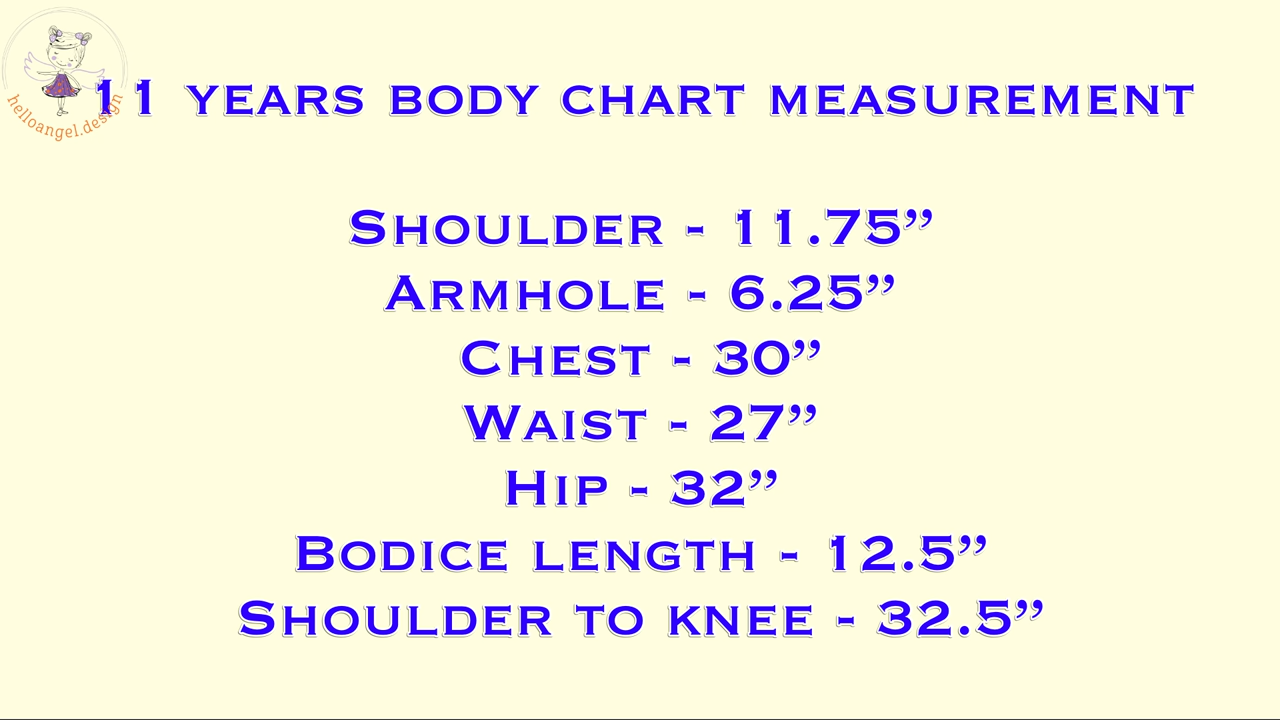 11 YEARS BODY CHART MEASUREMENT
helloangel.design
SHOULDER - 11.75”
ARMHOLE - 6.25”
CHEST - 30”
WAIST - 27”
HIP - 32”
BODICE LENGTH - 12.5”
SHOULDER TO KNEE - 32.5”